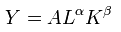 Y = AL^α K^β